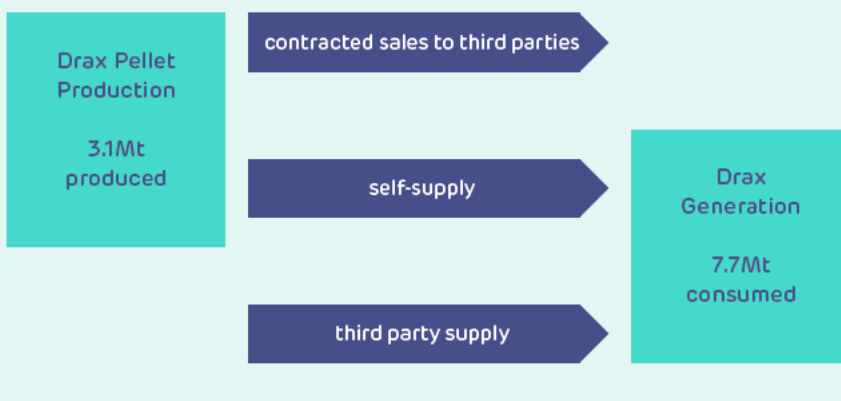 Drax Pellet
Production
3.1Mt
produced
contracted sales to third parties
self-supply
third party supply
Drax
Generation
7.7Mt
consumed